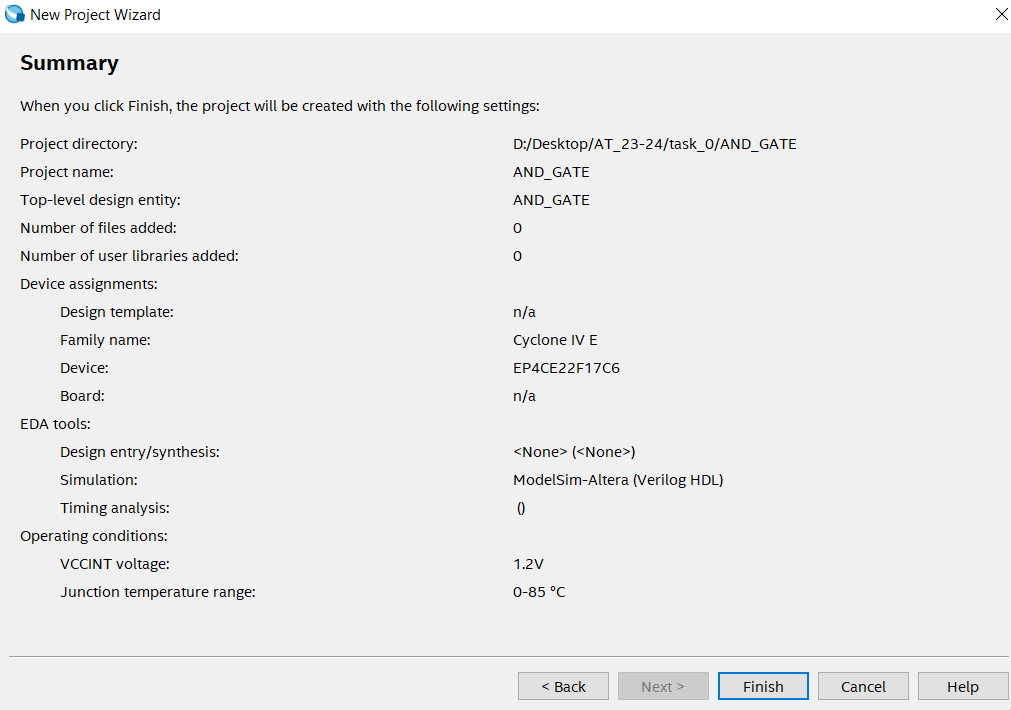 New Project Wizard
Summary
When you click Finish, the project will be created with the following settings:
Project directory: D:/Desktop/AT_23-24/task_0/AND_GATE
Project name: AND_GATE
Top-level design entity: AND_GATE
Number of files added: 0
Number of user libraries added: 0
Device assignments:
Design template: n/a
Family name: Cyclone IV E
Device: EP4CE22F17C6
Board: n/a
EDA tools:
Design entry/synthesis: <None> (<None>)
Simulation: ModelSim-Altera (Verilog HDL)
Timing analysis: ()
Operating conditions:
VCCINT voltage: 1.2V
Junction temperature range: 0-85 °C
< Back Next > Finish Cancel Help